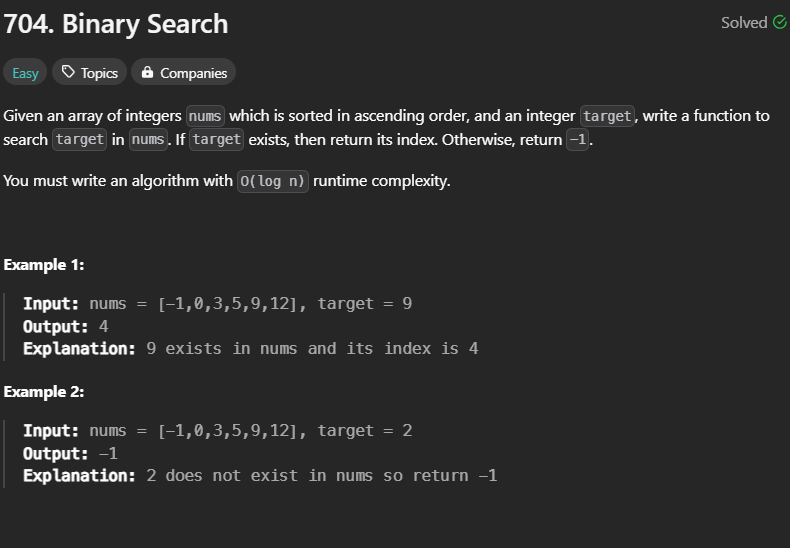 704. Binary Search
Solved
Easy
Topics
Companies
Given an array of integers nums which is sorted in ascending order, and an integer target, write a function to
search target in nums. If target exists, then return its index. Otherwise, return -1.
You must write an algorithm with O(log n) runtime complexity.
Example 1:
Input: nums = [-1,0,3,5,9,12], target = 9
Output: 4
Explanation: 9 exists in nums and its index is 4
Example 2:
Input: nums = [-1,0,3,5,9,12], target = 2
Output: -1
Explanation: 2 does not exist in nums so return -1